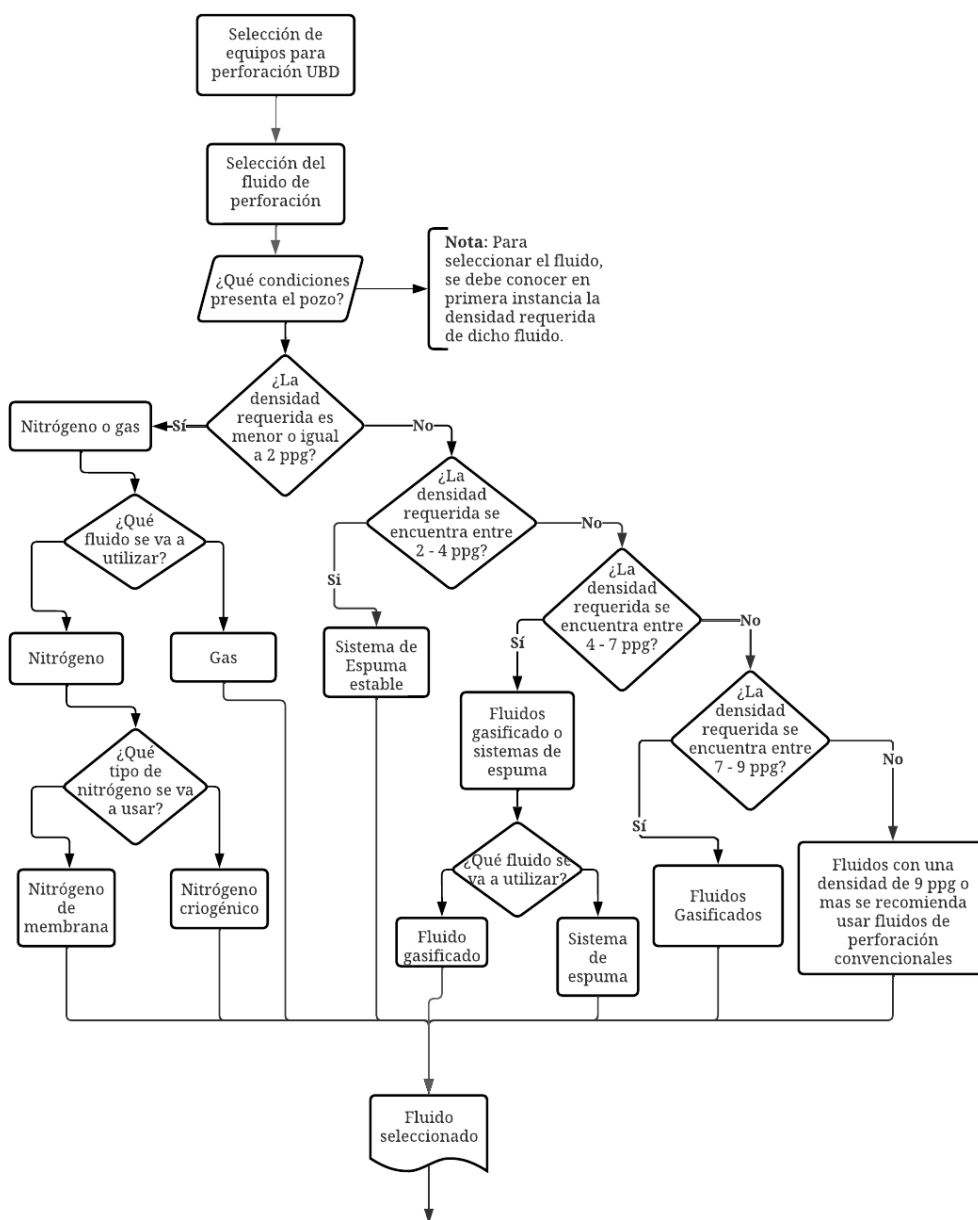 Selección de
equipos para
perforación UBD
Selección del
fluido de
perforación
¿Qué condiciones
presenta el pozo?
Nota: Para
seleccionar el fluido,
se debe conocer en
primera instancia la
densidad requerida
de dicho fluido.
¿La
densidad
requerida es
menor o igual
a 2 ppg?
Sí
No
Nitrógeno o gas
¿Qué
fluido se va a
utilizar?
Nitrógeno
Gas
¿Qué
tipo de
nitrógeno se va
a usar?
Nitrógeno
de
membrana
Nitrógeno
criogénico
¿La
densidad
requerida se
encuentra entre
2 - 4 ppg?
Si
No
Sistema de
Espuma
estable
¿La
densidad
requerida se
encuentra entre
4 - 7 ppg?
Sí
No
Fluidos
gasificado o
sistemas de
espuma
¿Qué fluido se
va a utilizar?
Fluido
gasificado
Sistema
de
espuma
¿La
densidad
requerida se
encuentra entre
7 - 9 ppg?
Sí
No
Fluidos
Gasificados
Fluidos con una
densidad de 9 ppg o
mas se recomienda
usar fluidos de
perforación
convencionales
Fluido
seleccionado